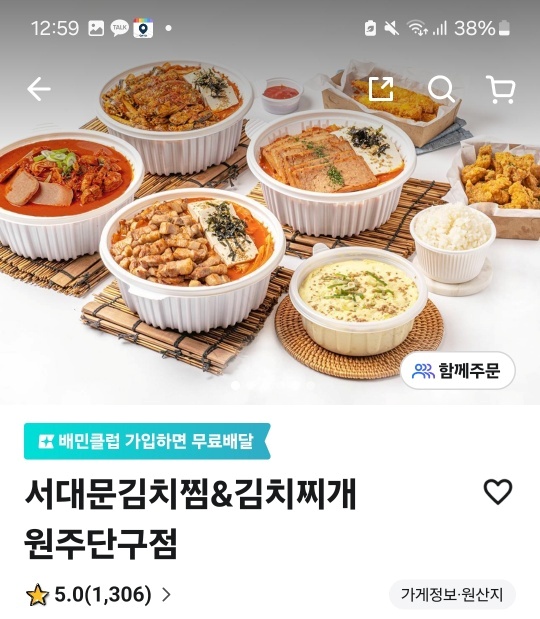 12:59
TALK
38%
함께주문
배민클럽 가입하면 무료배달
서대문김치찜&김치찌개
원주단구점
5.0(1,306)
가게정보·원산지